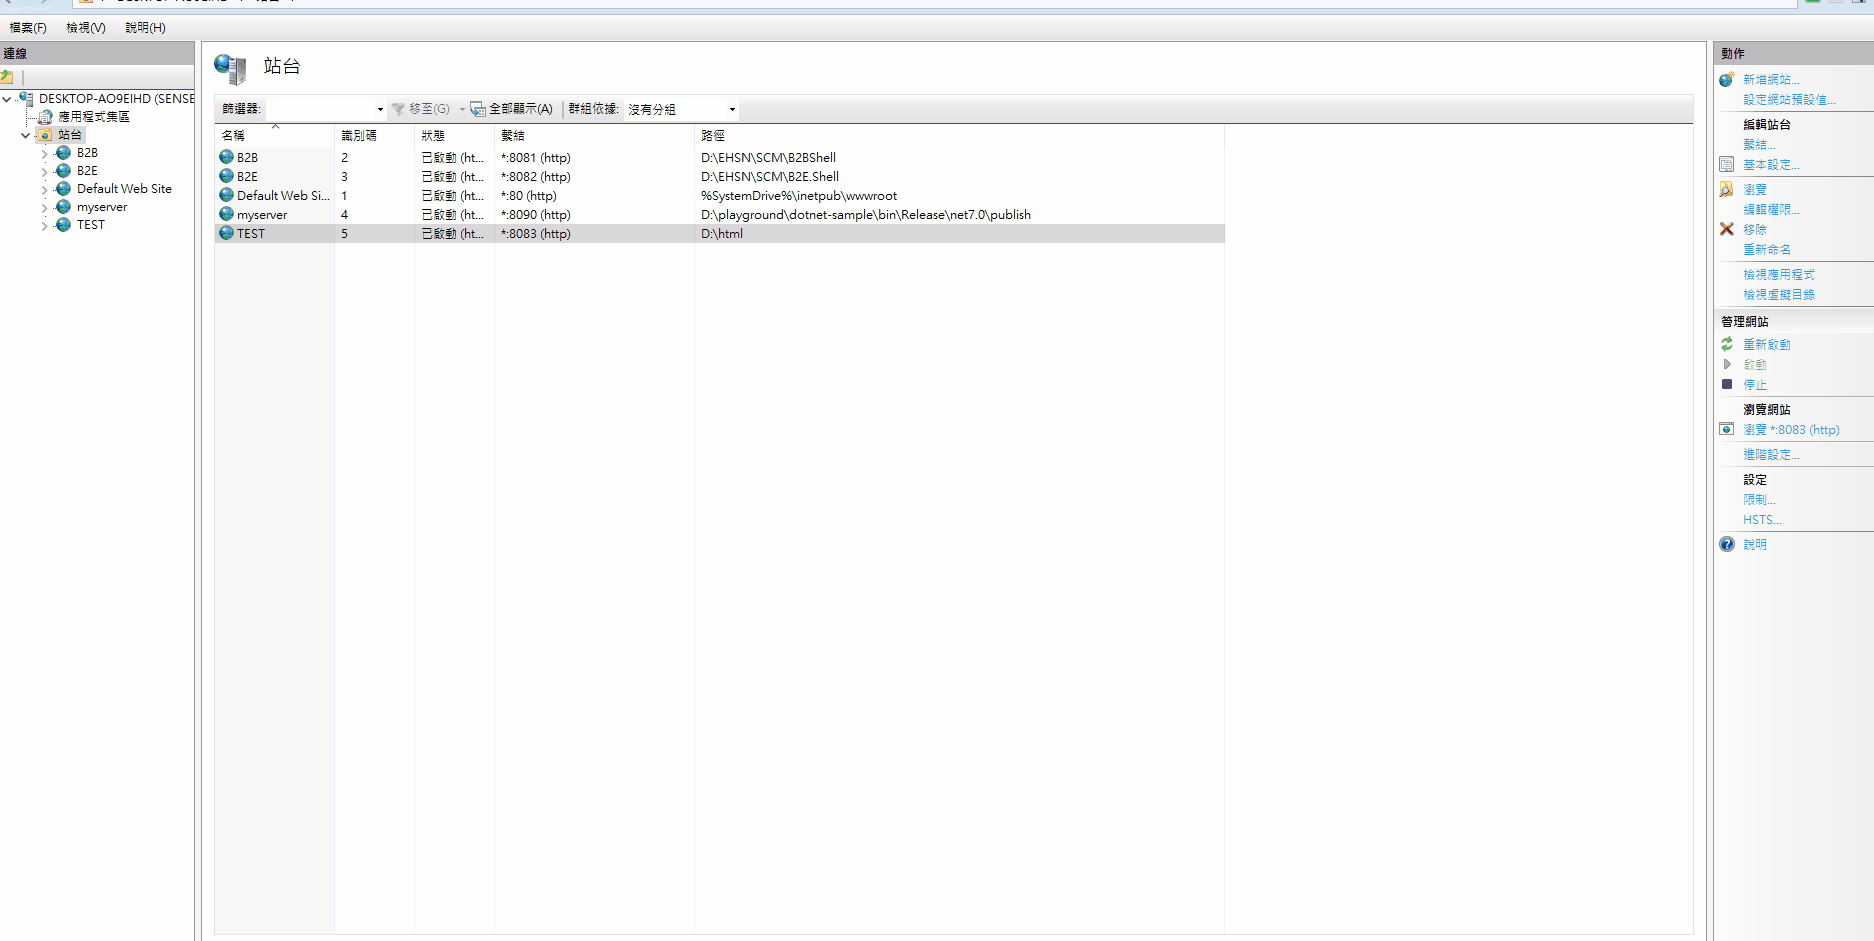 檔案(F) 檢視(V) 說明(H)
連線
DESKTOP-AO9EIHD (SENSE
應用程式集區
站台
B2B
B2E
Default Web Site
myserver
TEST
站台
篩選器: 移至(G) 全部顯示(A) 群組依據: 沒有分組
名稱 識別碼 狀態 繫結 路徑
B2B 2 已啟動 (ht... *:8081 (http) D:\EHSN\SCM\B2BShell
B2E 3 已啟動 (ht... *:8082 (http) D:\EHSN\SCM\B2E.Shell
Default Web Si... 1 已啟動 (ht... *:80 (http) %SystemDrive%\inetpub\wwwroot
myserver 4 已啟動 (ht... *:8090 (http) D:\playground\dotnet-sample\bin\Release\net7.0\publish
TEST 5 已啟動 (ht... *:8083 (http) D:\html
動作
新增網站...
設定網站預設值...
編輯站台
繫結...
基本設定...
瀏覽
編輯權限...
移除
重新命名
檢視應用程式
檢視虛擬目錄
管理網站
重新啟動
啟動
停止
瀏覽網站
瀏覽 *:8083 (http)
進階設定...
設定
限制...
HSTS...
說明